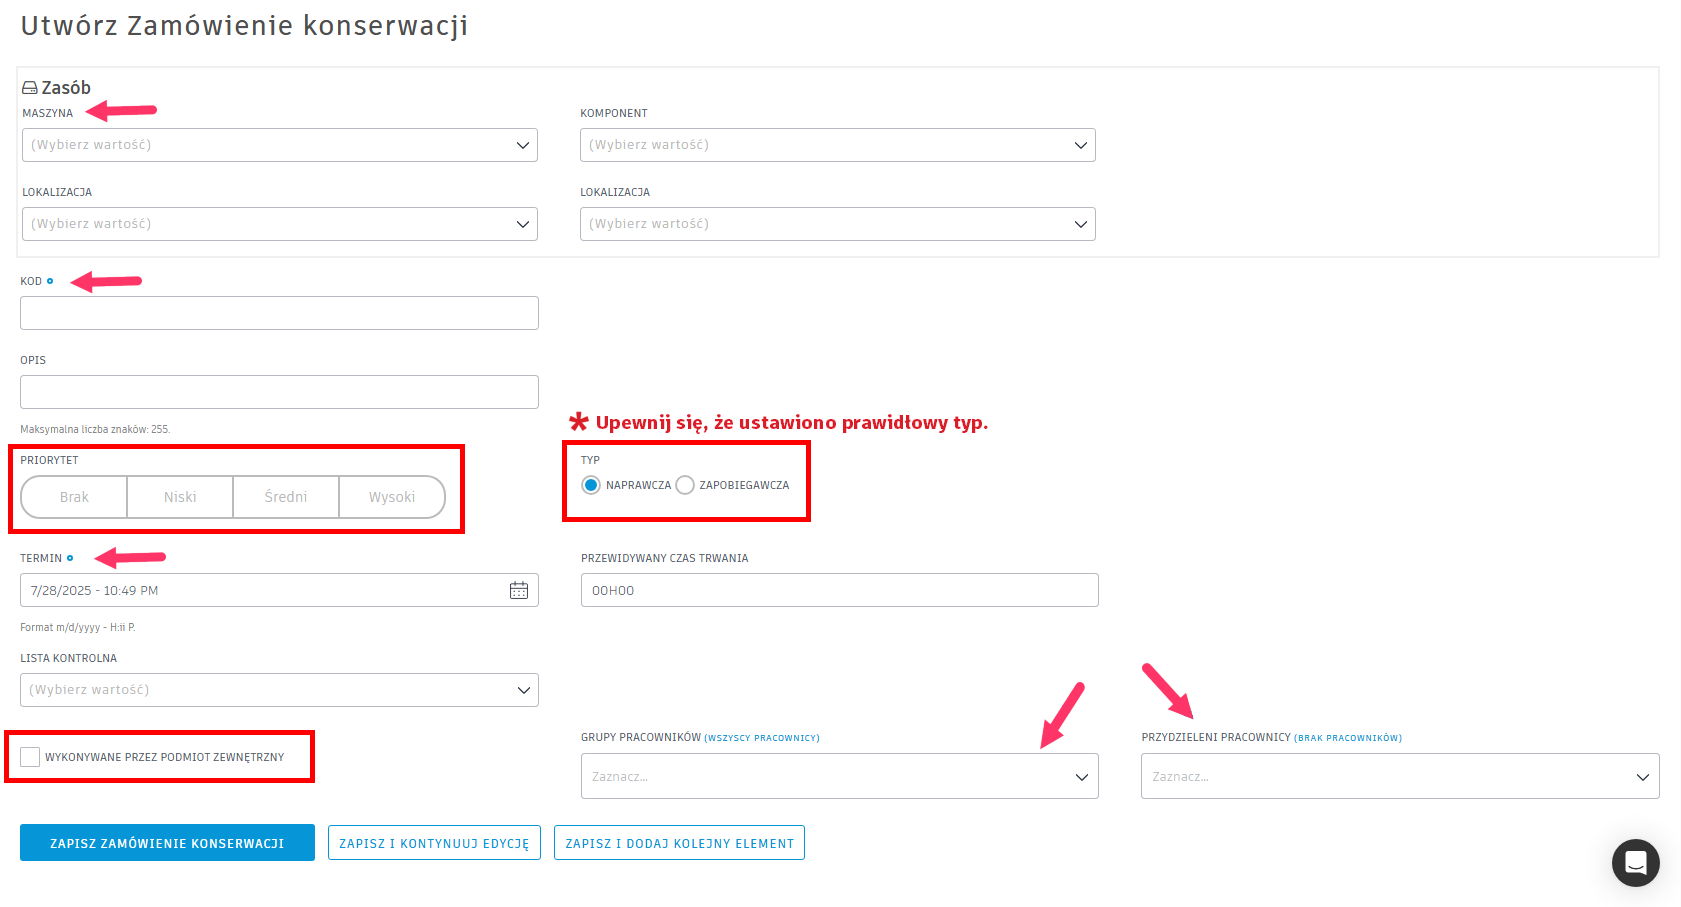 Utwórz Zamówienie konserwacji
Zasób
MASZYNA
KOMPONENT
(Wybierz wartość)
(Wybierz wartość)
LOKALIZACJA
LOKALIZACJA
(Wybierz wartość)
(Wybierz wartość)
KOD
OPIS
Maksymalna liczba znaków: 255.
* Upewnij się, że ustawiono prawidłowy typ.
PRIORYTET
Brak
Niski
Średni
Wysoki
TYP
NAPRAWCZA
ZAPOBIEGAWCZA
TERMIN
7/28/2025 - 10:49 PM
Format m/d/yyyy - H:ii P.
PRZEWIDYWANY CZAS TRWANIA
00H00
LISTA KONTROLNA
(Wybierz wartość)
WYKONYWANE PRZEZ PODMIOT ZEWNĘTRZNY
GRUPY PRACOWNIKÓW (WSZYSCY PRACOWNICY)
Zaznacz...
PRZYDZIELENI PRACOWNICY (BRAK PRACOWNIKÓW)
Zaznacz...
ZAPISZ ZAMÓWIENIE KONSERWACJI
ZAPISZ I KONTYNUUJ EDYCJĘ
ZAPISZ I DODAJ KOLEJNY ELEMENT